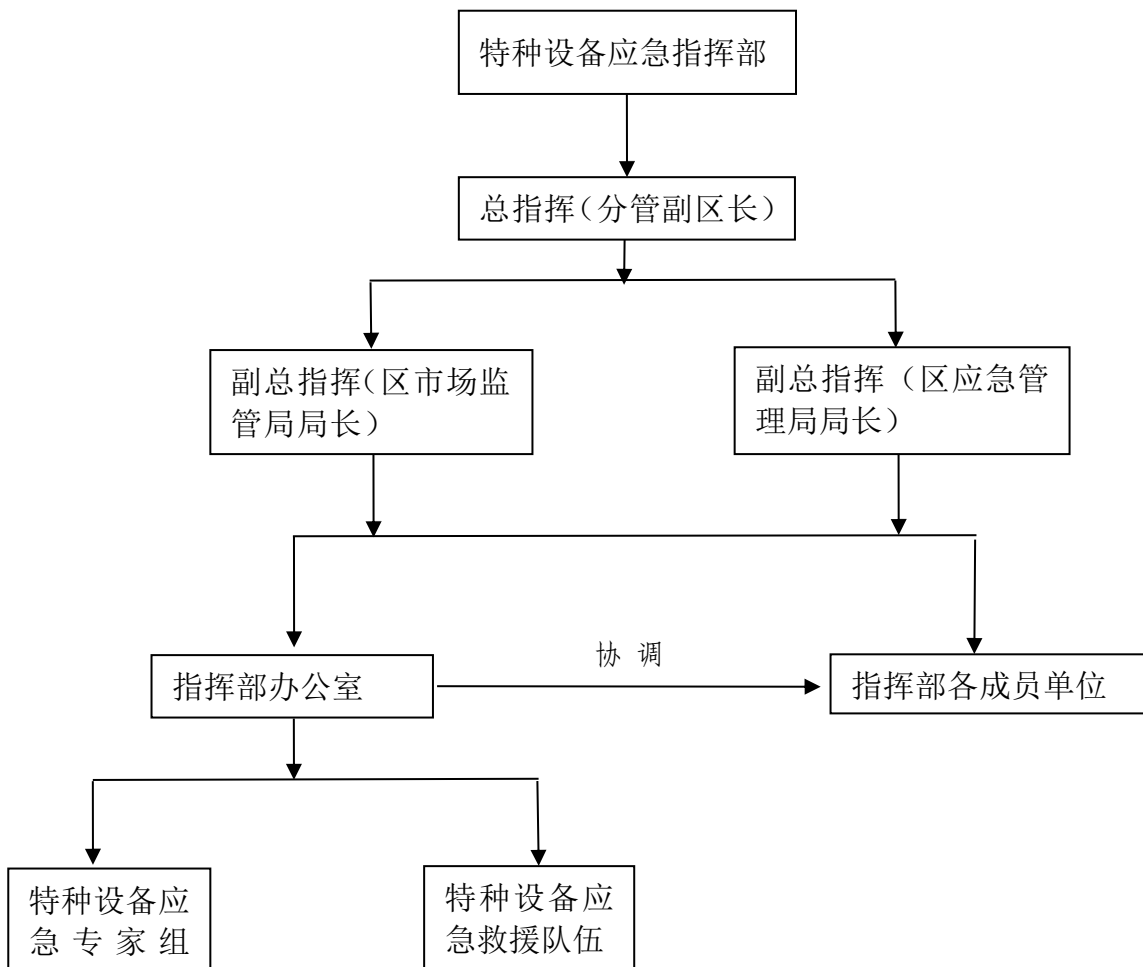 特种设备应急指挥部
总指挥（分管副区长）
副总指挥（区市场监
管局局长）
副总指挥（区应急管
理局局长）
协 调
指挥部办公室
指挥部各成员单位
特种设备应
急 专 家 组
特种设备应
急救援队伍